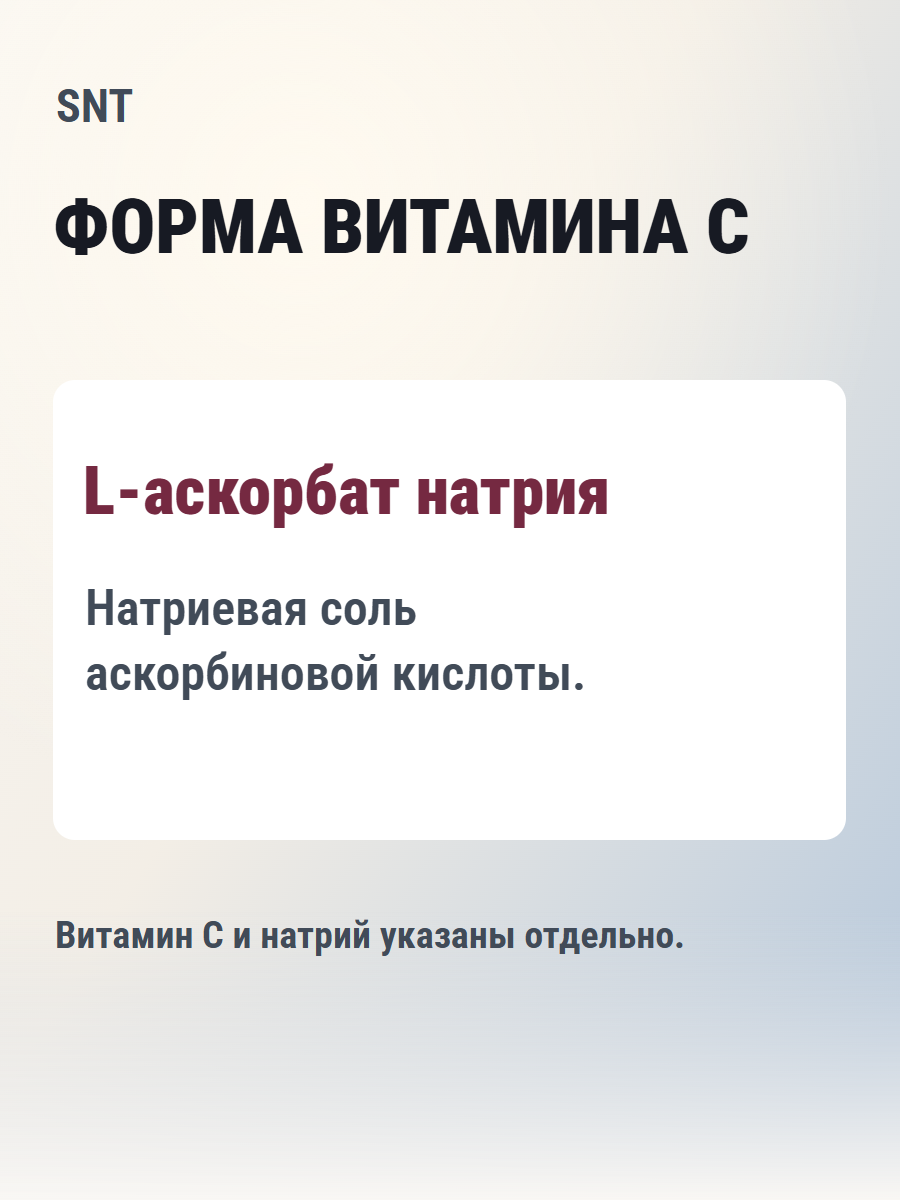 SNT
ФОРМА ВИТАМИНА С
L-аскорбат натрия
Натриевая соль
аскорбиновой кислоты.
Витамин С и натрий указаны отдельно.